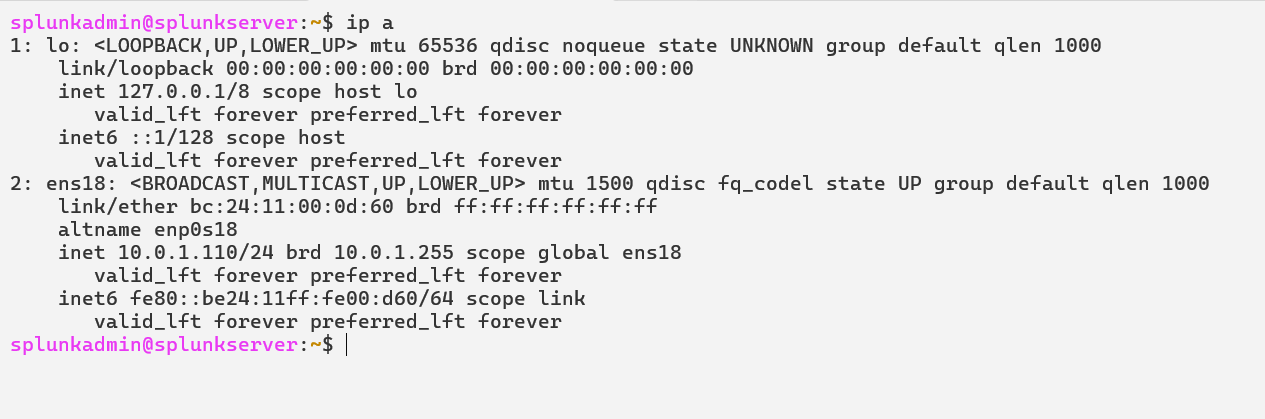 splunkadmin@splunkserver:~$ ip a
1: lo: <LOOPBACK,UP,LOWER_UP> mtu 65536 qdisc noqueue state UNKNOWN group default qlen 1000
    link/loopback 00:00:00:00:00:00 brd 00:00:00:00:00:00
    inet 127.0.0.1/8 scope host lo
       valid_lft forever preferred_lft forever
    inet6 ::1/128 scope host
       valid_lft forever preferred_lft forever
2: ens18: <BROADCAST,MULTICAST,UP,LOWER_UP> mtu 1500 qdisc fq_codel state UP group default qlen 1000
    link/ether bc:24:11:00:0d:60 brd ff:ff:ff:ff:ff:ff
    altname enp0s18
    inet 10.0.1.110/24 brd 10.0.1.255 scope global ens18
       valid_lft forever preferred_lft forever
    inet6 fe80::be24:11ff:fe00:d60/64 scope link
       valid_lft forever preferred_lft forever
splunkadmin@splunkserver:~$